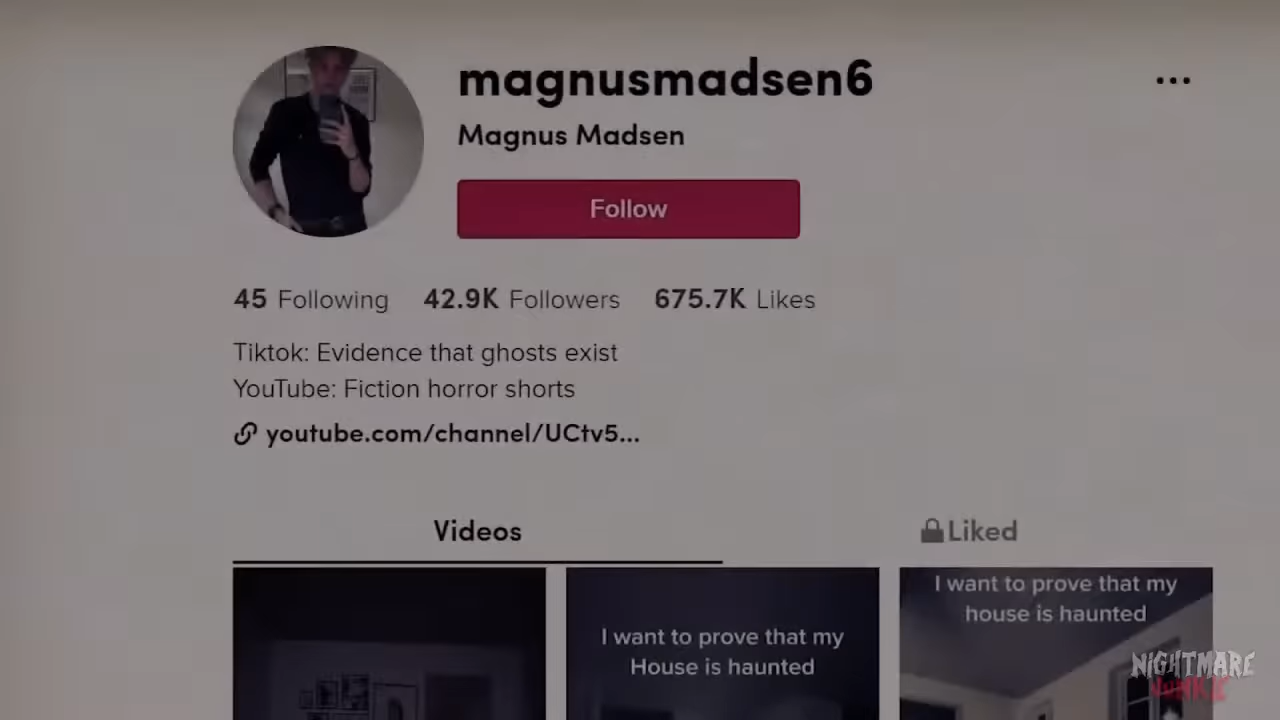 magnusmadsen6
Magnus Madsen
Follow
45 Following 42.9K Followers 675.7K Likes
Tiktok: Evidence that ghosts exist
YouTube: Fiction horror shorts
youtube.com/channel/UCtv5...
Videos
Liked
I want to prove that my
House is haunted
I want to prove that my
house is haunted
NIGHTMARE
JUNKIE